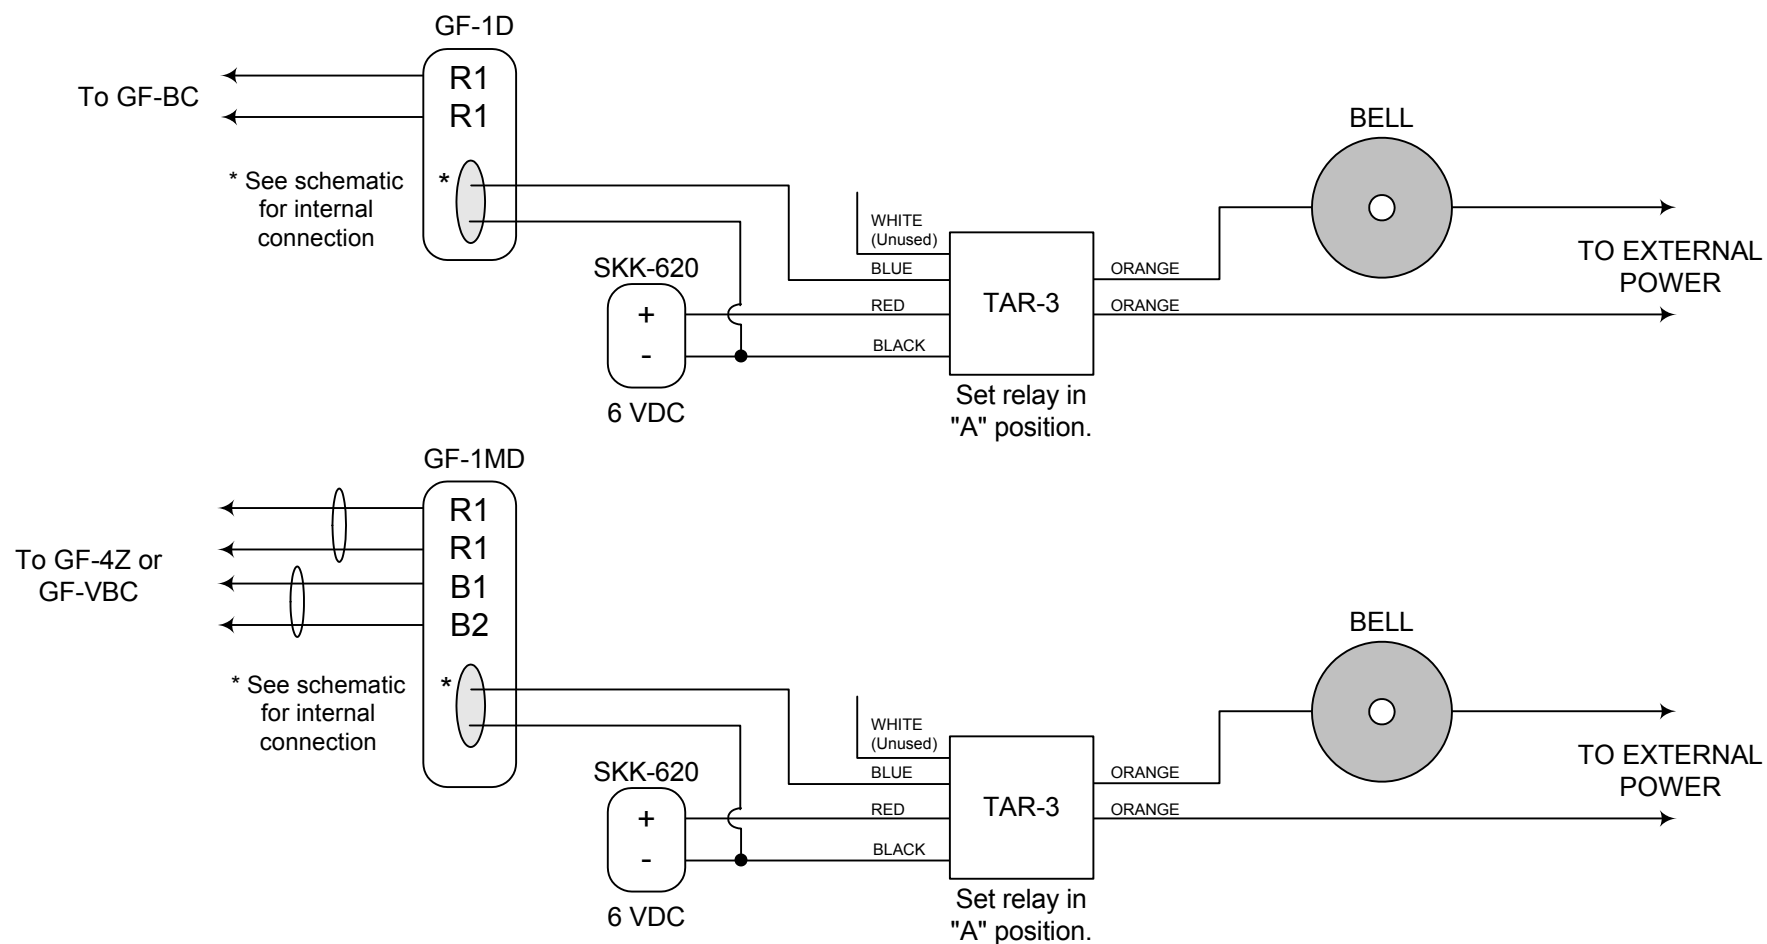 GF-1D
R1
R1
To GF-BC
* See schematic
for internal
connection
*
SKK-620
+
-
6 VDC
WHITE
(Unused)
BLUE
RED
BLACK
TAR-3
Set relay in
"A" position.
ORANGE
ORANGE
BELL
TO EXTERNAL
POWER
GF-1MD
R1
R1
B1
B2
To GF-4Z or
GF-VBC
* See schematic
for internal
connection
*
SKK-620
+
-
6 VDC
WHITE
(Unused)
BLUE
RED
BLACK
TAR-3
Set relay in
"A" position.
ORANGE
ORANGE
BELL
TO EXTERNAL
POWER